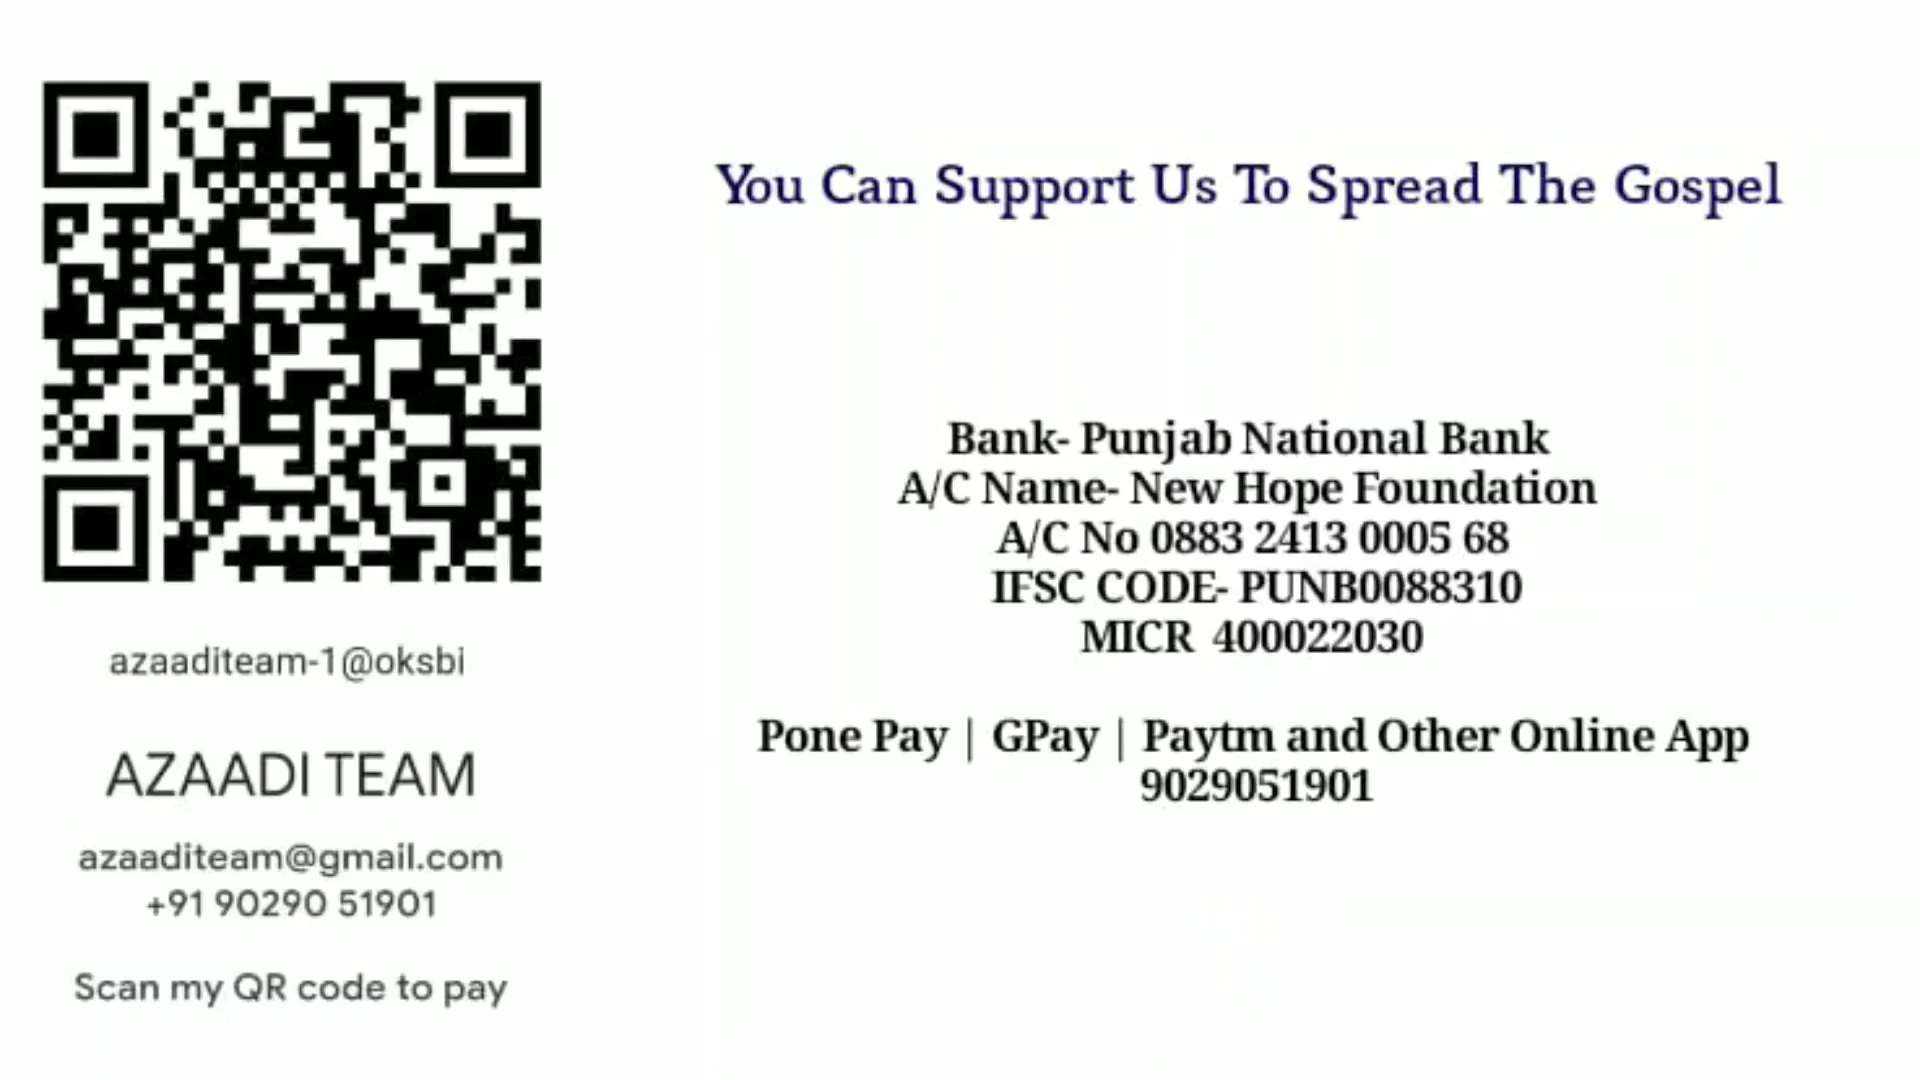 azaaditeam-1@oksbi
AZAADI TEAM
azaaditeam@gmail.com
+91 90290 51901
Scan my QR code to pay
You Can Support Us To Spread The Gospel
Bank- Punjab National Bank
A/C Name- New Hope Foundation
A/C No 0883 2413 0005 68
IFSC CODE- PUNB0088310
MICR 400022030
Pone Pay | GPay | Paytm and Other Online App
9029051901